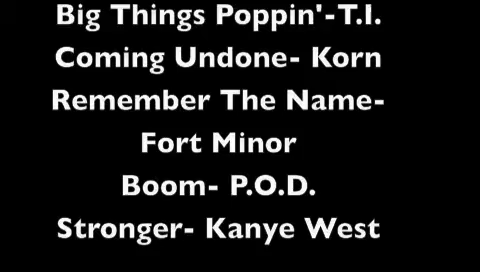 Big Things Poppin'-T.I.
Coming Undone- Korn
Remember The Name-
Fort Minor
Boom- P.O.D.
Stronger- Kanye West